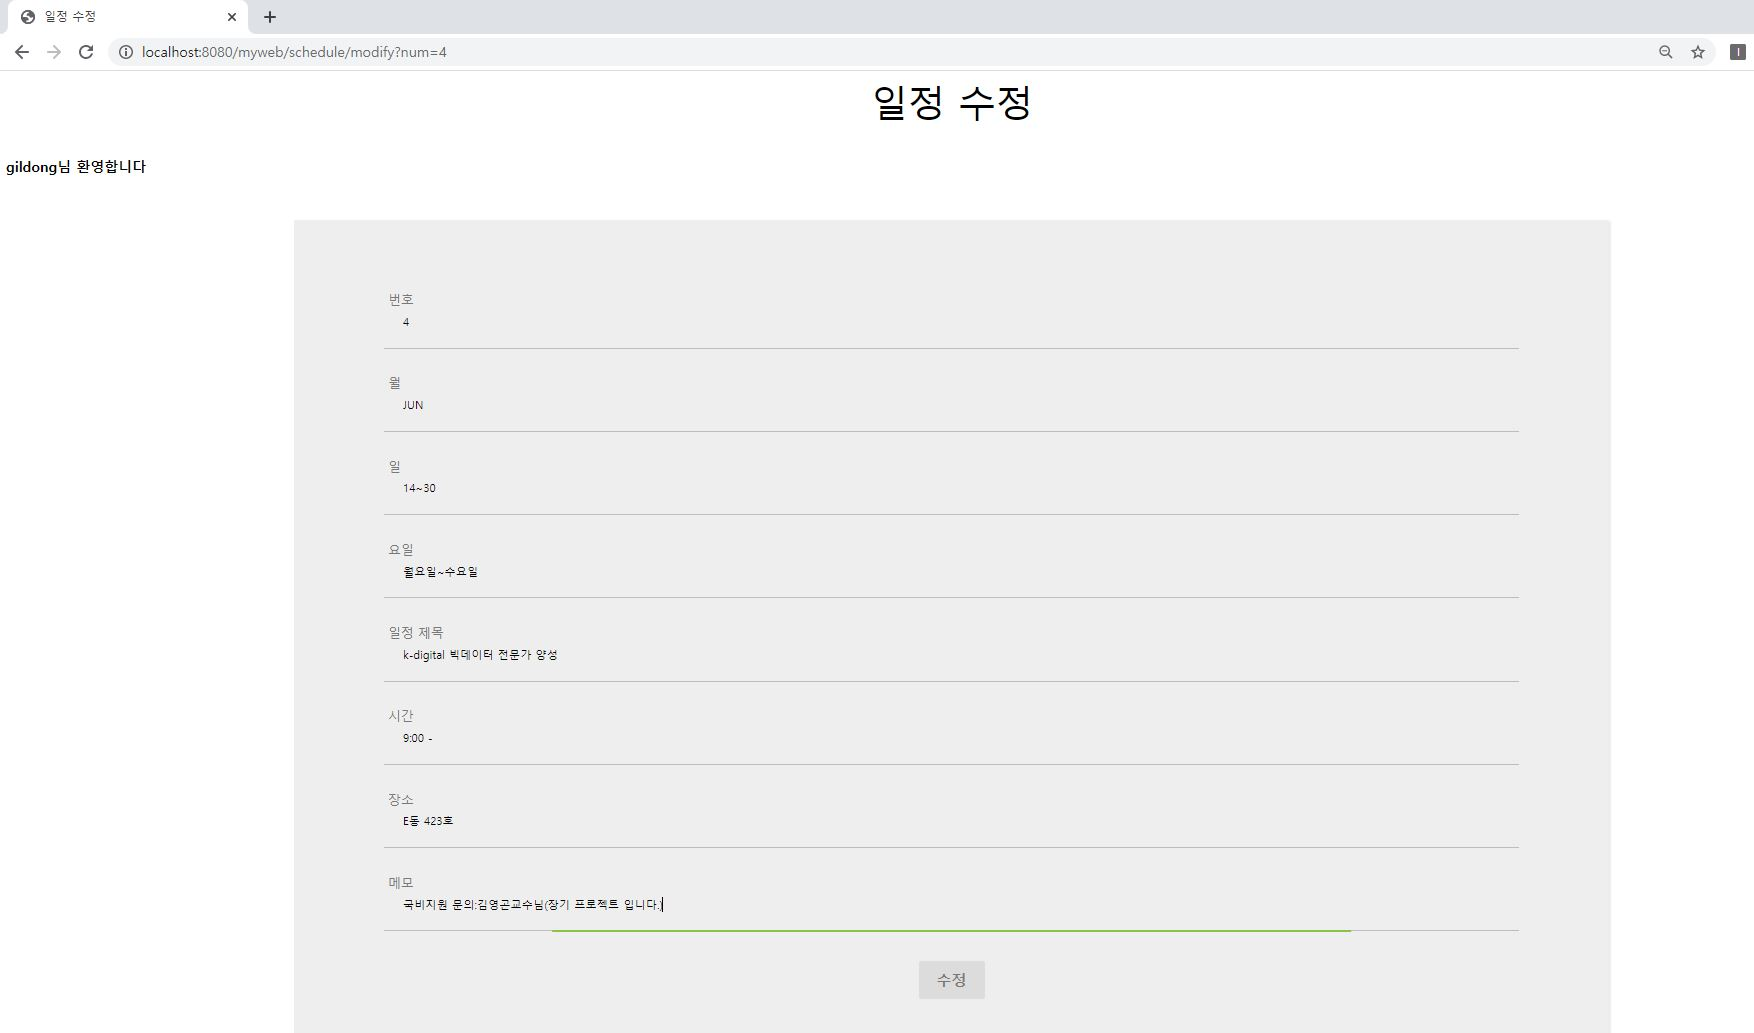 일정 수정
localhost:8080/myweb/schedule/modify?num=4
일정 수정
gildong님 환영합니다
번호
4
월
JUN
일
14~30
요일
월요일~수요일
일정 제목
k-digital 빅데이터 전문가 양성
시간
9:00 -
장소
E동 423호
메모
국비지원 문의:김영곤교수님(장기 프로젝트 입니다.)
수정